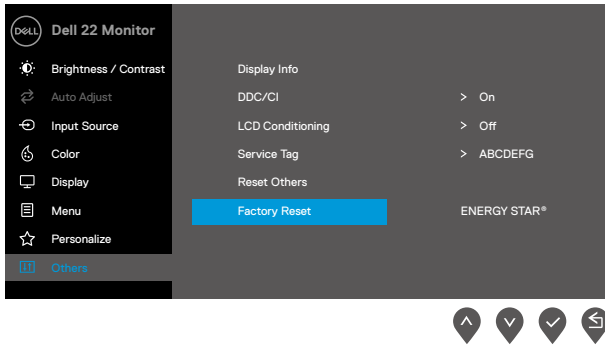 DELL Dell 22 Monitor
Brightness / Contrast
Auto Adjust
Input Source
Color
Display
Menu
Personalize
Others
Display Info
DDC/CI > On
LCD Conditioning > Off
Service Tag > ABCDEFG
Reset Others
Factory Reset ENERGY STAR®